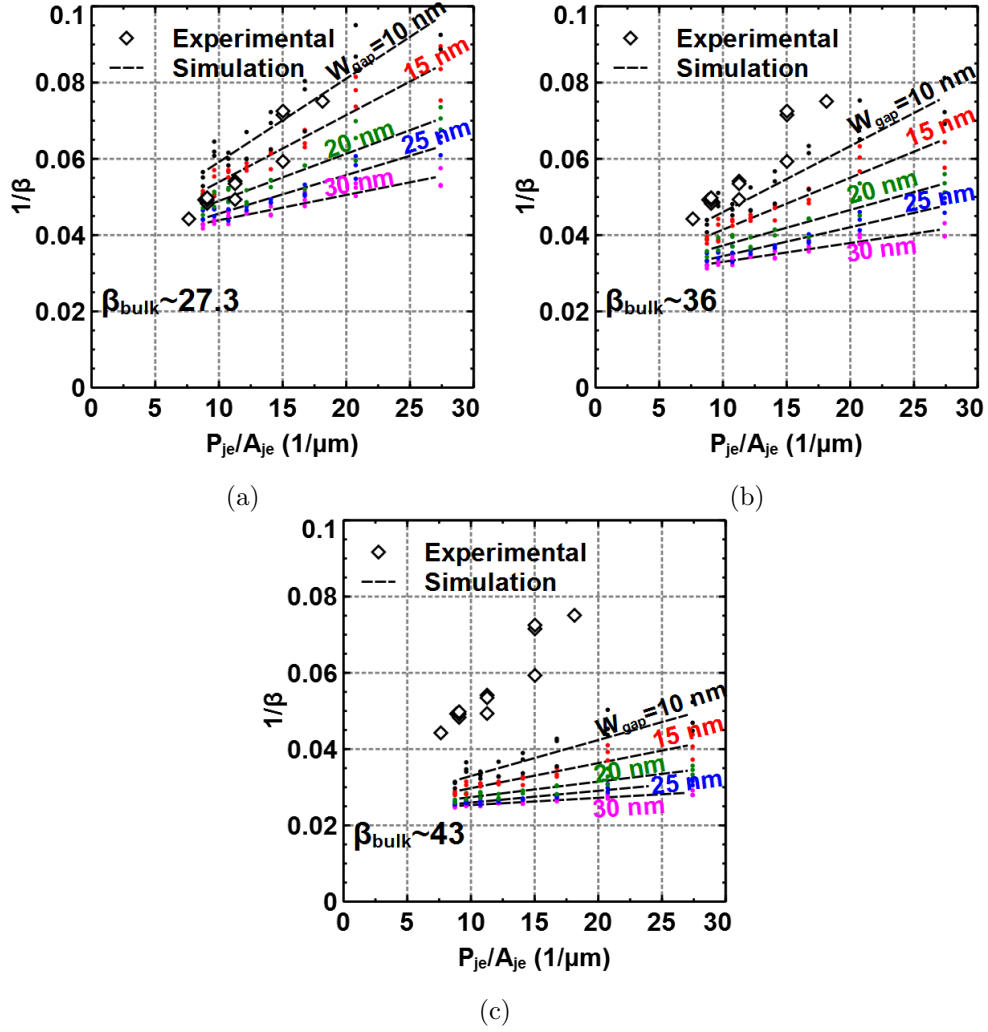 0.1
0.08
0.06
0.04
0.02
0
1/β
Experimental
Simulation
Wgap=10 nm
15 nm
20 nm
25 nm
30 nm
βbulk~27.3
0 5 10 15 20 25 30
Pje/Aje (1/μm)
(a)
0.1
0.08
0.06
0.04
0.02
0
1/β
Experimental
Simulation
Wgap=10 nm
15 nm
20 nm
25 nm
30 nm
βbulk~36
0 5 10 15 20 25 30
Pje/Aje (1/μm)
(b)
0.1
0.08
0.06
0.04
0.02
0
1/β
Experimental
Simulation
Wgap=10 nm
15 nm
20 nm
25 nm
30 nm
βbulk~43
0 5 10 15 20 25 30
Pje/Aje (1/μm)
(c)